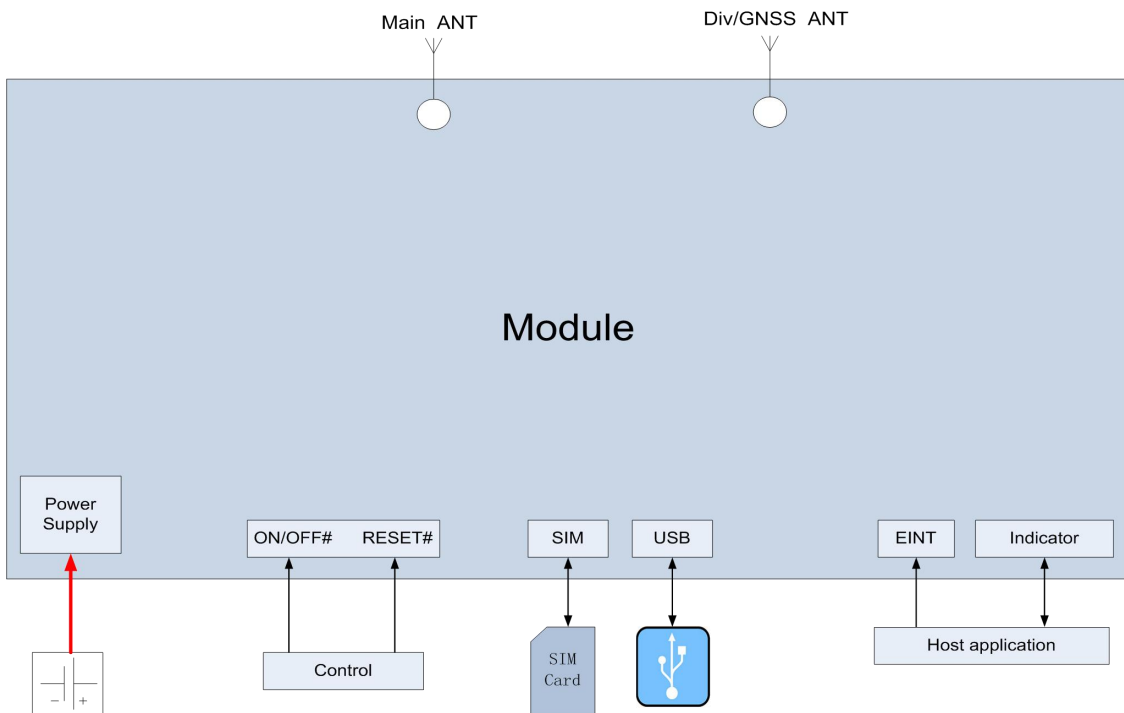 Main ANT
Div/GNSS ANT
Module
Power
Supply
ON/OFF# RESET#
SIM
USB
EINT
Indicator
Control
SIM
Card
Host application
- +